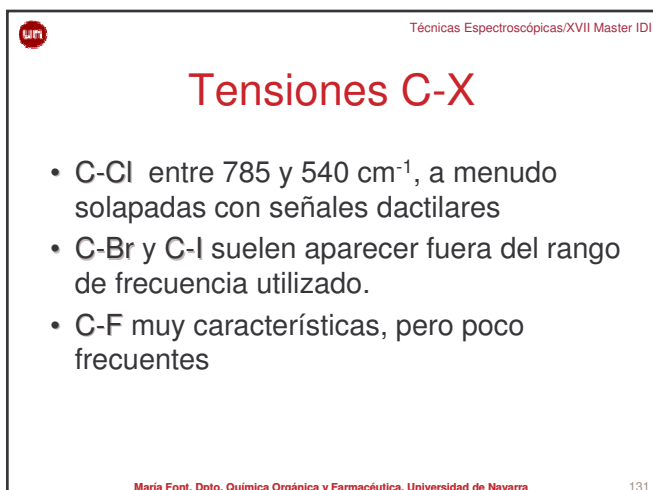 un
Técnicas Espectroscópicas/XVII Master IDI
Tensiones C-X
• C-Cl entre 785 y 540 cm⁻¹, a menudo
solapadas con señales dactilares
• C-Br y C-I suelen aparecer fuera del rango
de frecuencia utilizado.
• C-F muy características, pero poco
frecuentes
María Font. Dpto. Química Orgánica y Farmacéutica. Universidad de Navarra
131